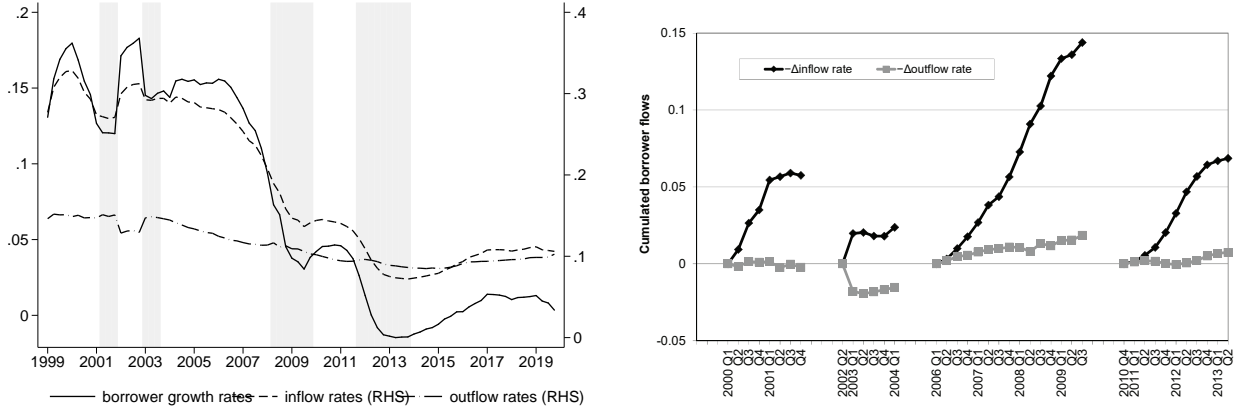 .2
.15
.1
.05
0
.4
.3
.2
.1
0
1999 2001 2003 2005 2007 2009 2011 2013 2015 2017 2019
borrower growth rates inflow rates (RHS) outflow rates (RHS)
0.15
0.1
0.05
0
-0.05
Cumulated borrower flows
Δinflow rate Δoutflow rate
2000 Q1
Q2
Q3
Q4
2001 Q1
Q2
Q3
Q4
2002 Q2
2003 Q1
Q2
Q3
Q4
2004 Q1
2006 Q1
Q2
Q3
Q4
2007 Q1
Q2
Q3
Q4
2008 Q1
Q2
Q3
Q4
2009 Q1
Q2
Q3
2010 Q4
2011 Q1
Q2
Q3
Q4
2012 Q1
Q2
Q3
Q4
2013 Q1
Q2